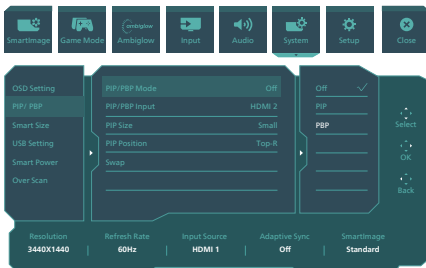 ambiglow
SmartImage Game Mode Ambiglow Input Audio System Setup Close
OSD Setting PIP/PBP Mode Off Off
PIP/ PBP PIP/PBP Input HDMI 2 PIP
Smart Size PIP Size Small PBP Select
USB Setting PIP Position Top-R OK
Smart Power Swap
Over Scan Back
Resolution Refresh Rate Input Source Adaptive Sync SmartImage
3440X1440 60Hz HDMI 1 Off Standard